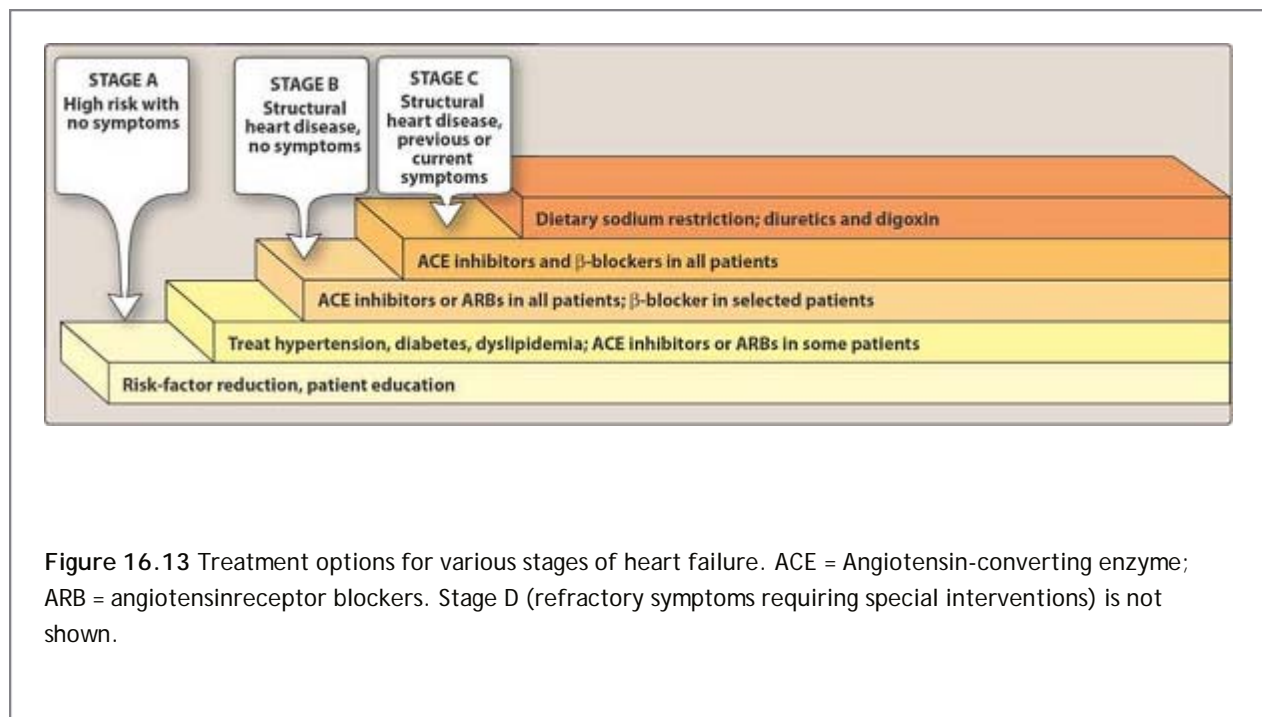 STAGE A
High risk with
no symptoms
STAGE B
Structural
heart disease,
no symptoms
STAGE C
Structural
heart disease,
previous or
current
symptoms
Dietary sodium restriction; diuretics and digoxin
ACE inhibitors and β-blockers in all patients
ACE inhibitors or ARBs in all patients; β-blocker in selected patients
Treat hypertension, diabetes, dyslipidemia; ACE inhibitors or ARBs in some patients
Risk-factor reduction, patient education
Figure 16.13 Treatment options for various stages of heart failure. ACE = Angiotensin-converting enzyme;
ARB = angiotensinreceptor blockers. Stage D (refractory symptoms requiring special interventions) is not
shown.